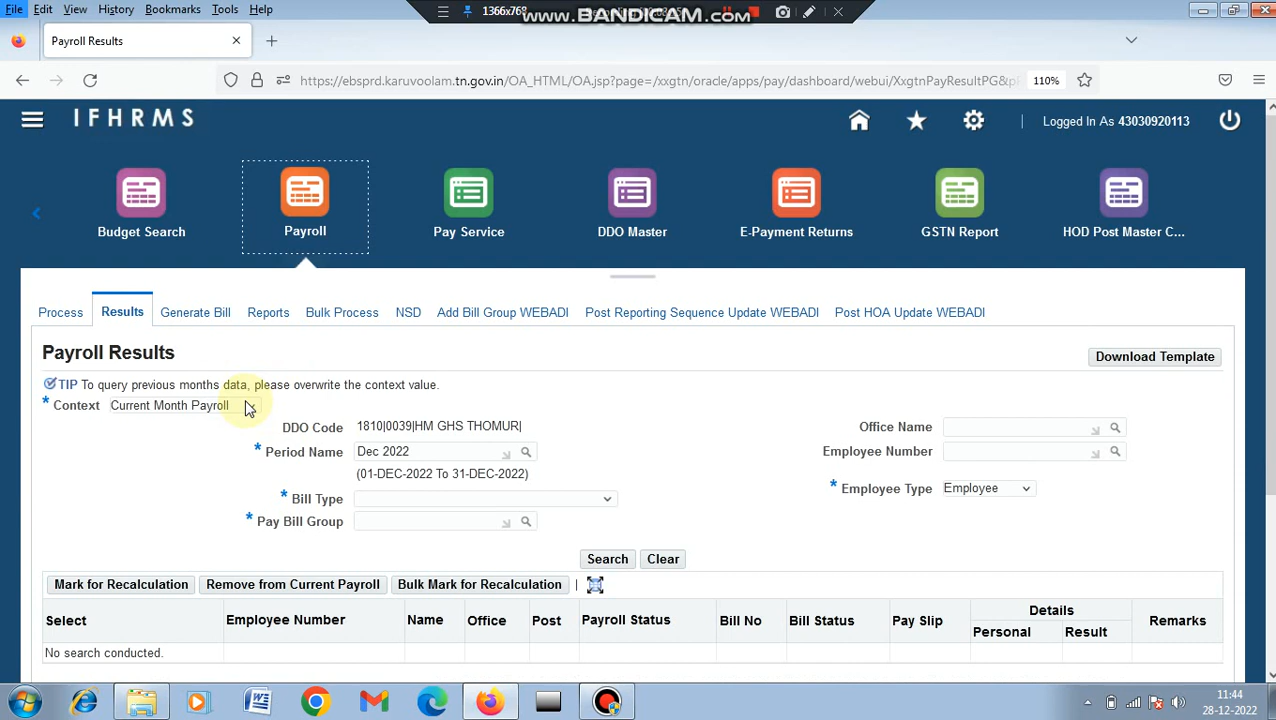 File Edit View History Bookmarks Tools Help
1366x768
www.BANDICAM.com
Payroll Results
https://ebsprd.karuvoolam.tn.gov.in/OA_HTML/OA.jsp?page=/xxgtn/oracle/apps/pay/dashboard/webui/XxgtnPayResultPG&p
110%
IFHRMS
Logged In As 43030920113
Budget Search
Payroll
Pay Service
DDO Master
E-Payment Returns
GSTN Report
HOD Post Master C...
Process Results Generate Bill Reports Bulk Process NSD Add Bill Group WEBADI Post Reporting Sequence Update WEBADI Post HOA Update WEBADI
Payroll Results
Download Template
TIP To query previous months data, please overwrite the context value.
* Context Current Month Payroll
DDO Code 1810|0039|HM GHS THOMUR|
Office Name
* Period Name Dec 2022
Employee Number
(01-DEC-2022 To 31-DEC-2022)
* Employee Type Employee
* Bill Type
* Pay Bill Group
Search Clear
Mark for Recalculation Remove from Current Payroll Bulk Mark for Recalculation
Select Employee Number Name Office Post Payroll Status Bill No Bill Status Pay Slip Details Remarks
Personal Result
No search conducted.
11:44
28-12-2022